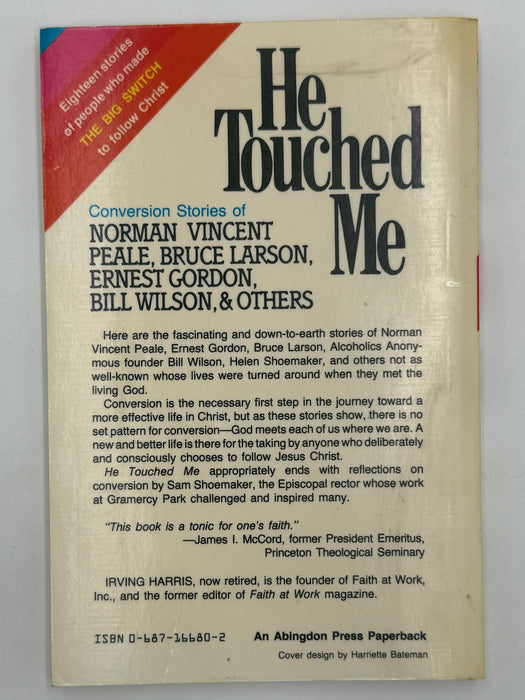 Eighteen stories
of people who made
THE BIG SWITCH
to follow Christ
He
Touched
Me
Conversion Stories of
NORMAN VINCENT
PEALE, BRUCE LARSON,
ERNEST GORDON,
BILL WILSON, & OTHERS
Here are the fascinating and down-to-earth stories of Norman
Vincent Peale, Ernest Gordon, Bruce Larson, Alcoholics Anony-
mous founder Bill Wilson, Helen Shoemaker, and others not as
well-known whose lives were turned around when they met the
living God.
Conversion is the necessary first step in the journey toward a
more effective life in Christ, but as these stories show, there is no
set pattern for conversion—God meets each of us where we are. A
new and better life is there for the taking by anyone who deliberately
and consciously chooses to follow Jesus Christ.
He Touched Me appropriately ends with reflections on
conversion by Sam Shoemaker, the Episcopal rector whose work
at Gramercy Park challenged and inspired many.
"This book is a tonic for one's faith."
—James I. McCord, former President Emeritus,
Princeton Theological Seminary
IRVING HARRIS, now retired, is the founder of Faith at Work,
Inc., and the former editor of Faith at Work magazine.
ISBN 0-687-16680-2
An Abingdon Press Paperback
Cover design by Harriette Bateman